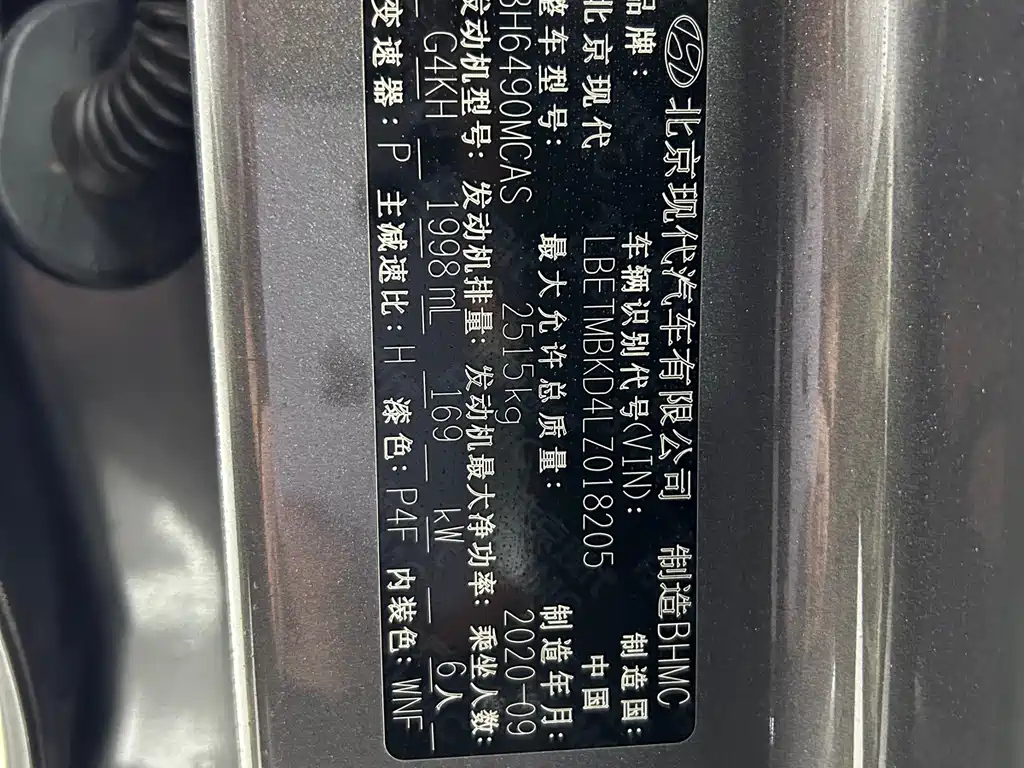 北京现代汽车有限公司 制造BHMC
品牌: 车辆识别代号(VIN): 制造国:
北京现代 LBETMBKD4LZ018205 中国
整车型号: 最大允许总质量: 制造年月:
BH6490MCAS 2515kg 2020-09
发动机型号: 发动机排量: 发动机最大净功率: 乘坐人数:
G4KH 1998mL 169 kW 6人
变速器: P 主减速比: H 漆色: P4F 内装色: WNF